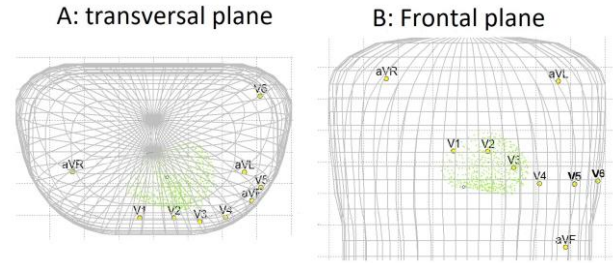 A: transversal plane
B: Frontal plane
V6
aVR
aVL
V5
aVF
V1
V2
V3
V4
aVR
aVL
V1
V2
V3
V4
V5
V6
aVF